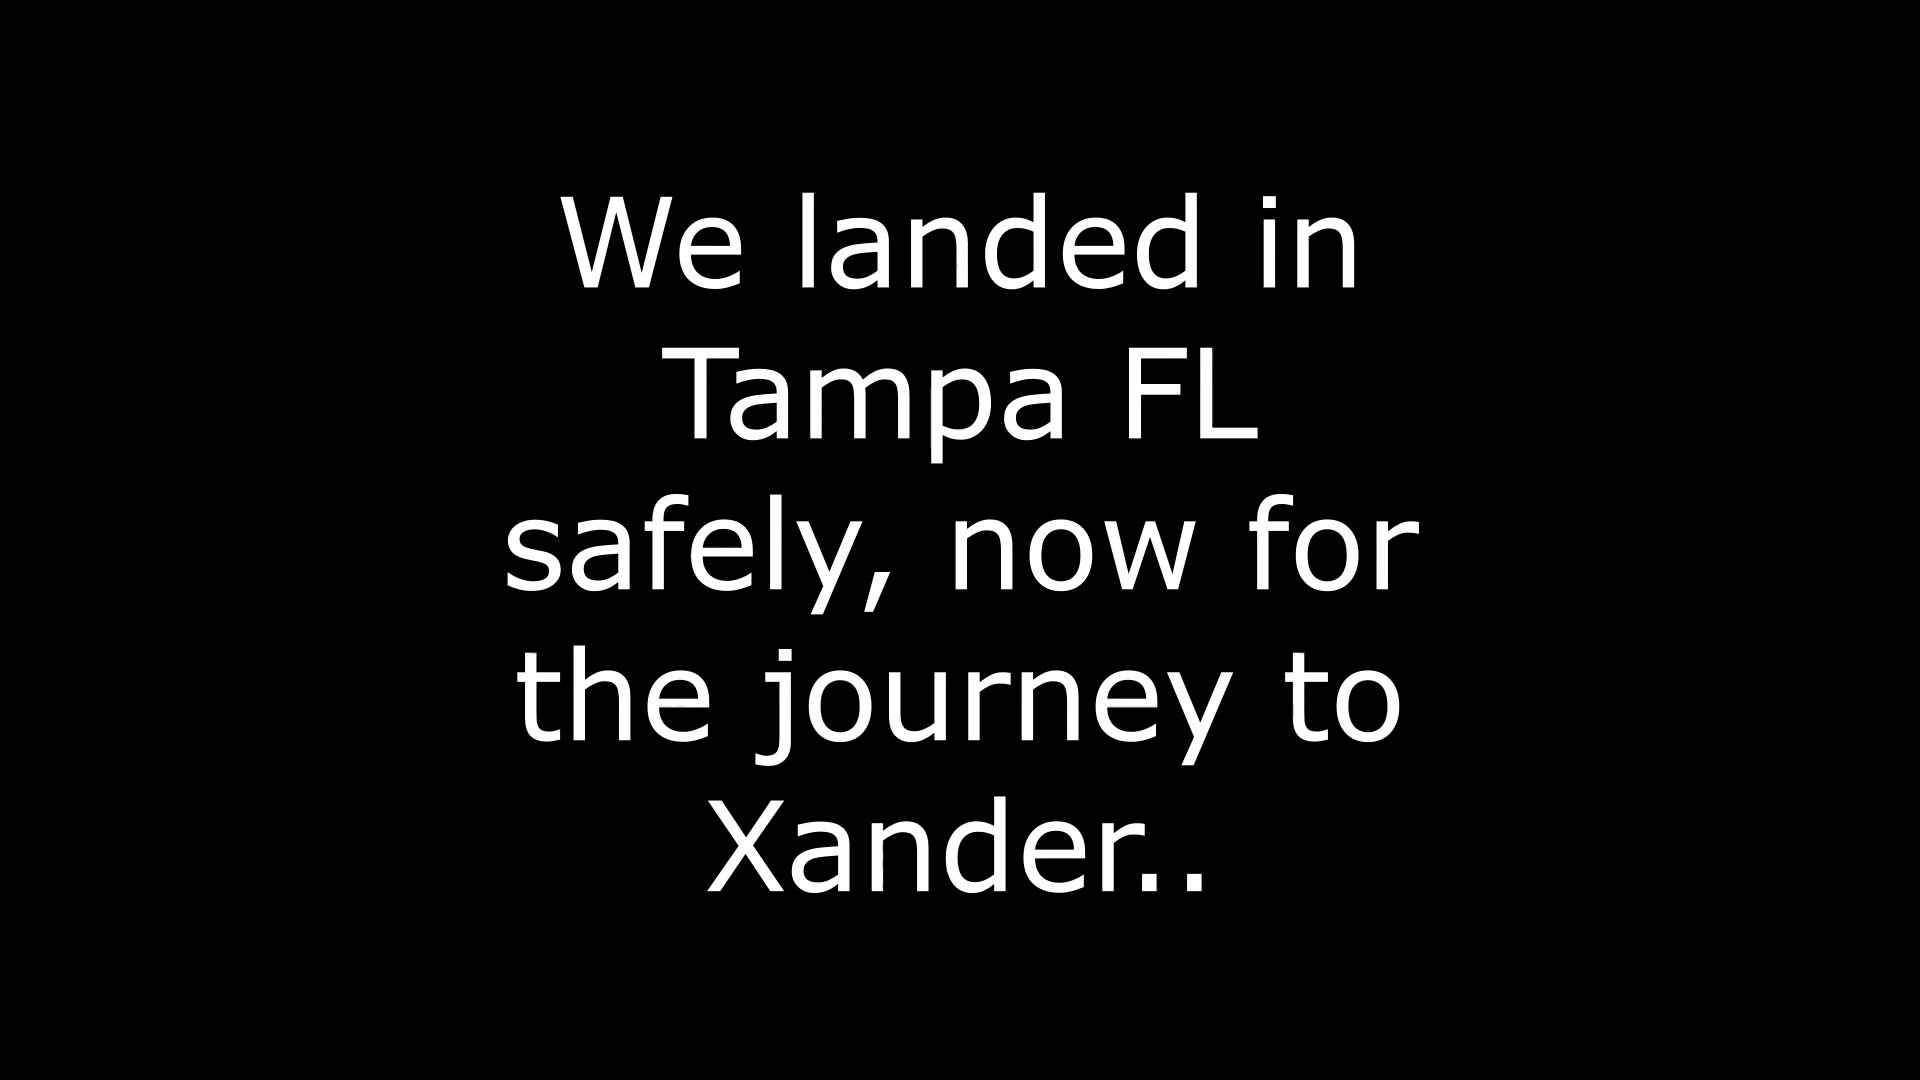 We landed in
Tampa FL
safely, now for
the journey to
Xander..